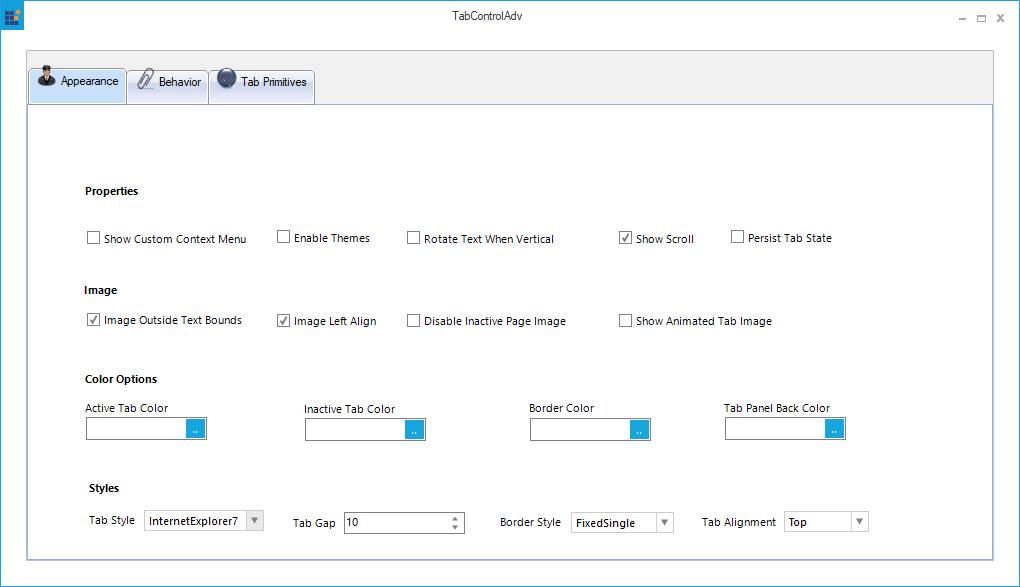 TabControlAdv
Appearance Behavior Tab Primitives
Properties
Show Custom Context Menu Enable Themes Rotate Text When Vertical Show Scroll Persist Tab State
Image
Image Outside Text Bounds Image Left Align Disable Inactive Page Image Show Animated Tab Image
Color Options
Active Tab Color Inactive Tab Color Border Color Tab Panel Back Color
.. .. .. ..
Styles
Tab Style InternetExplorer7 Tab Gap 10 Border Style FixedSingle Tab Alignment Top